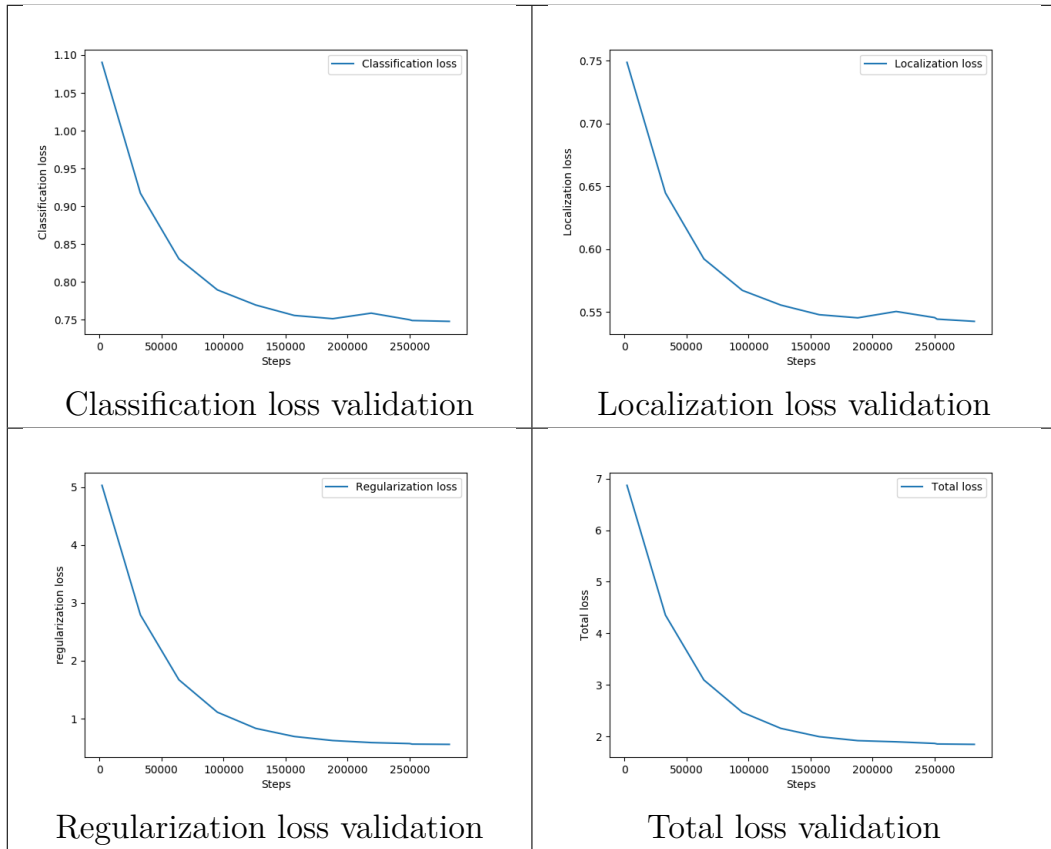 Classification loss
1.10
1.05
1.00
0.95
0.90
0.85
0.80
0.75
Classification loss
0 50000 100000 150000 200000 250000
Steps
Classification loss validation
Localization loss
0.75
0.70
0.65
0.60
0.55
Localization loss
0 50000 100000 150000 200000 250000
Steps
Localization loss validation
Regularization loss
5
4
3
2
1
regularization loss
0 50000 100000 150000 200000 250000
Steps
Regularization loss validation
Total loss
7
6
5
4
3
2
Total loss
0 50000 100000 150000 200000 250000
Steps
Total loss validation